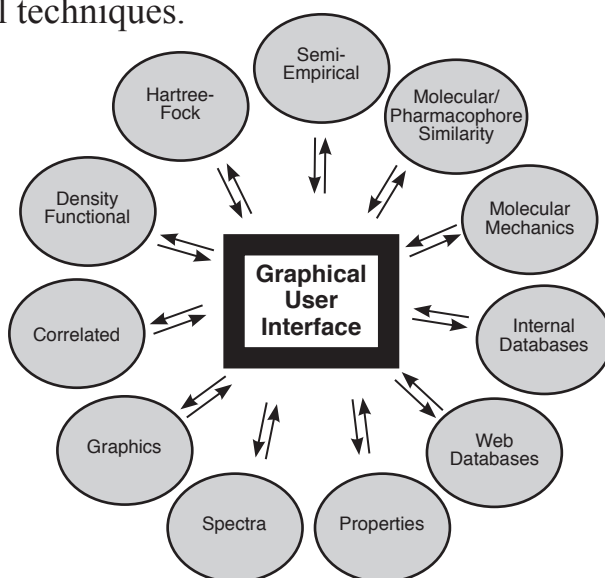 l techniques.
Semi-
Empirical
Molecular/
Pharmacophore
Similarity
Molecular
Mechanics
Internal
Databases
Web
Databases
Properties
Spectra
Graphics
Correlated
Density
Functional
Hartree-
Fock
Graphical
User
Interface